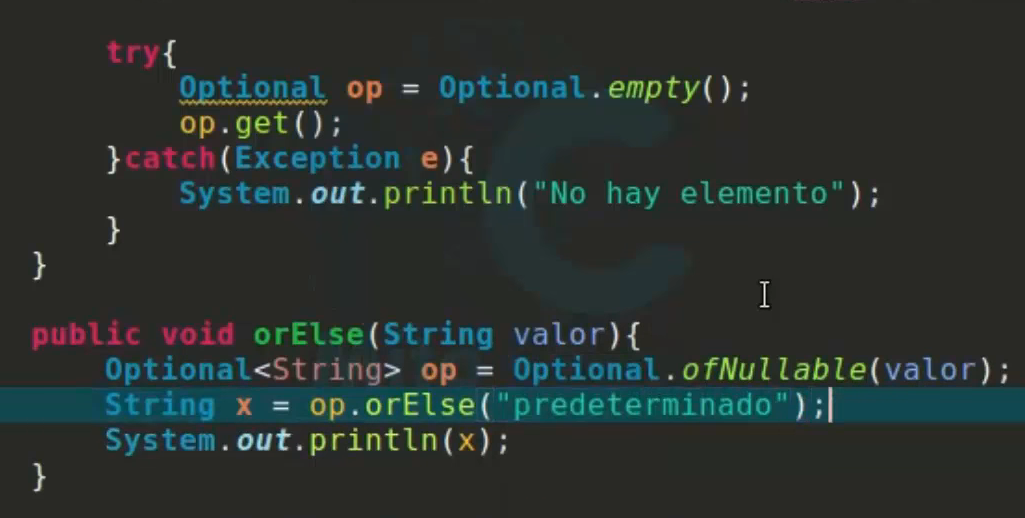 try{
Optional op = Optional.empty();
op.get();
}catch(Exception e){
System.out.println("No hay elemento");
}
}
public void orElse(String valor){
Optional<String> op = Optional.ofNullable(valor);
String x = op.orElse("predeterminado");
System.out.println(x);
}